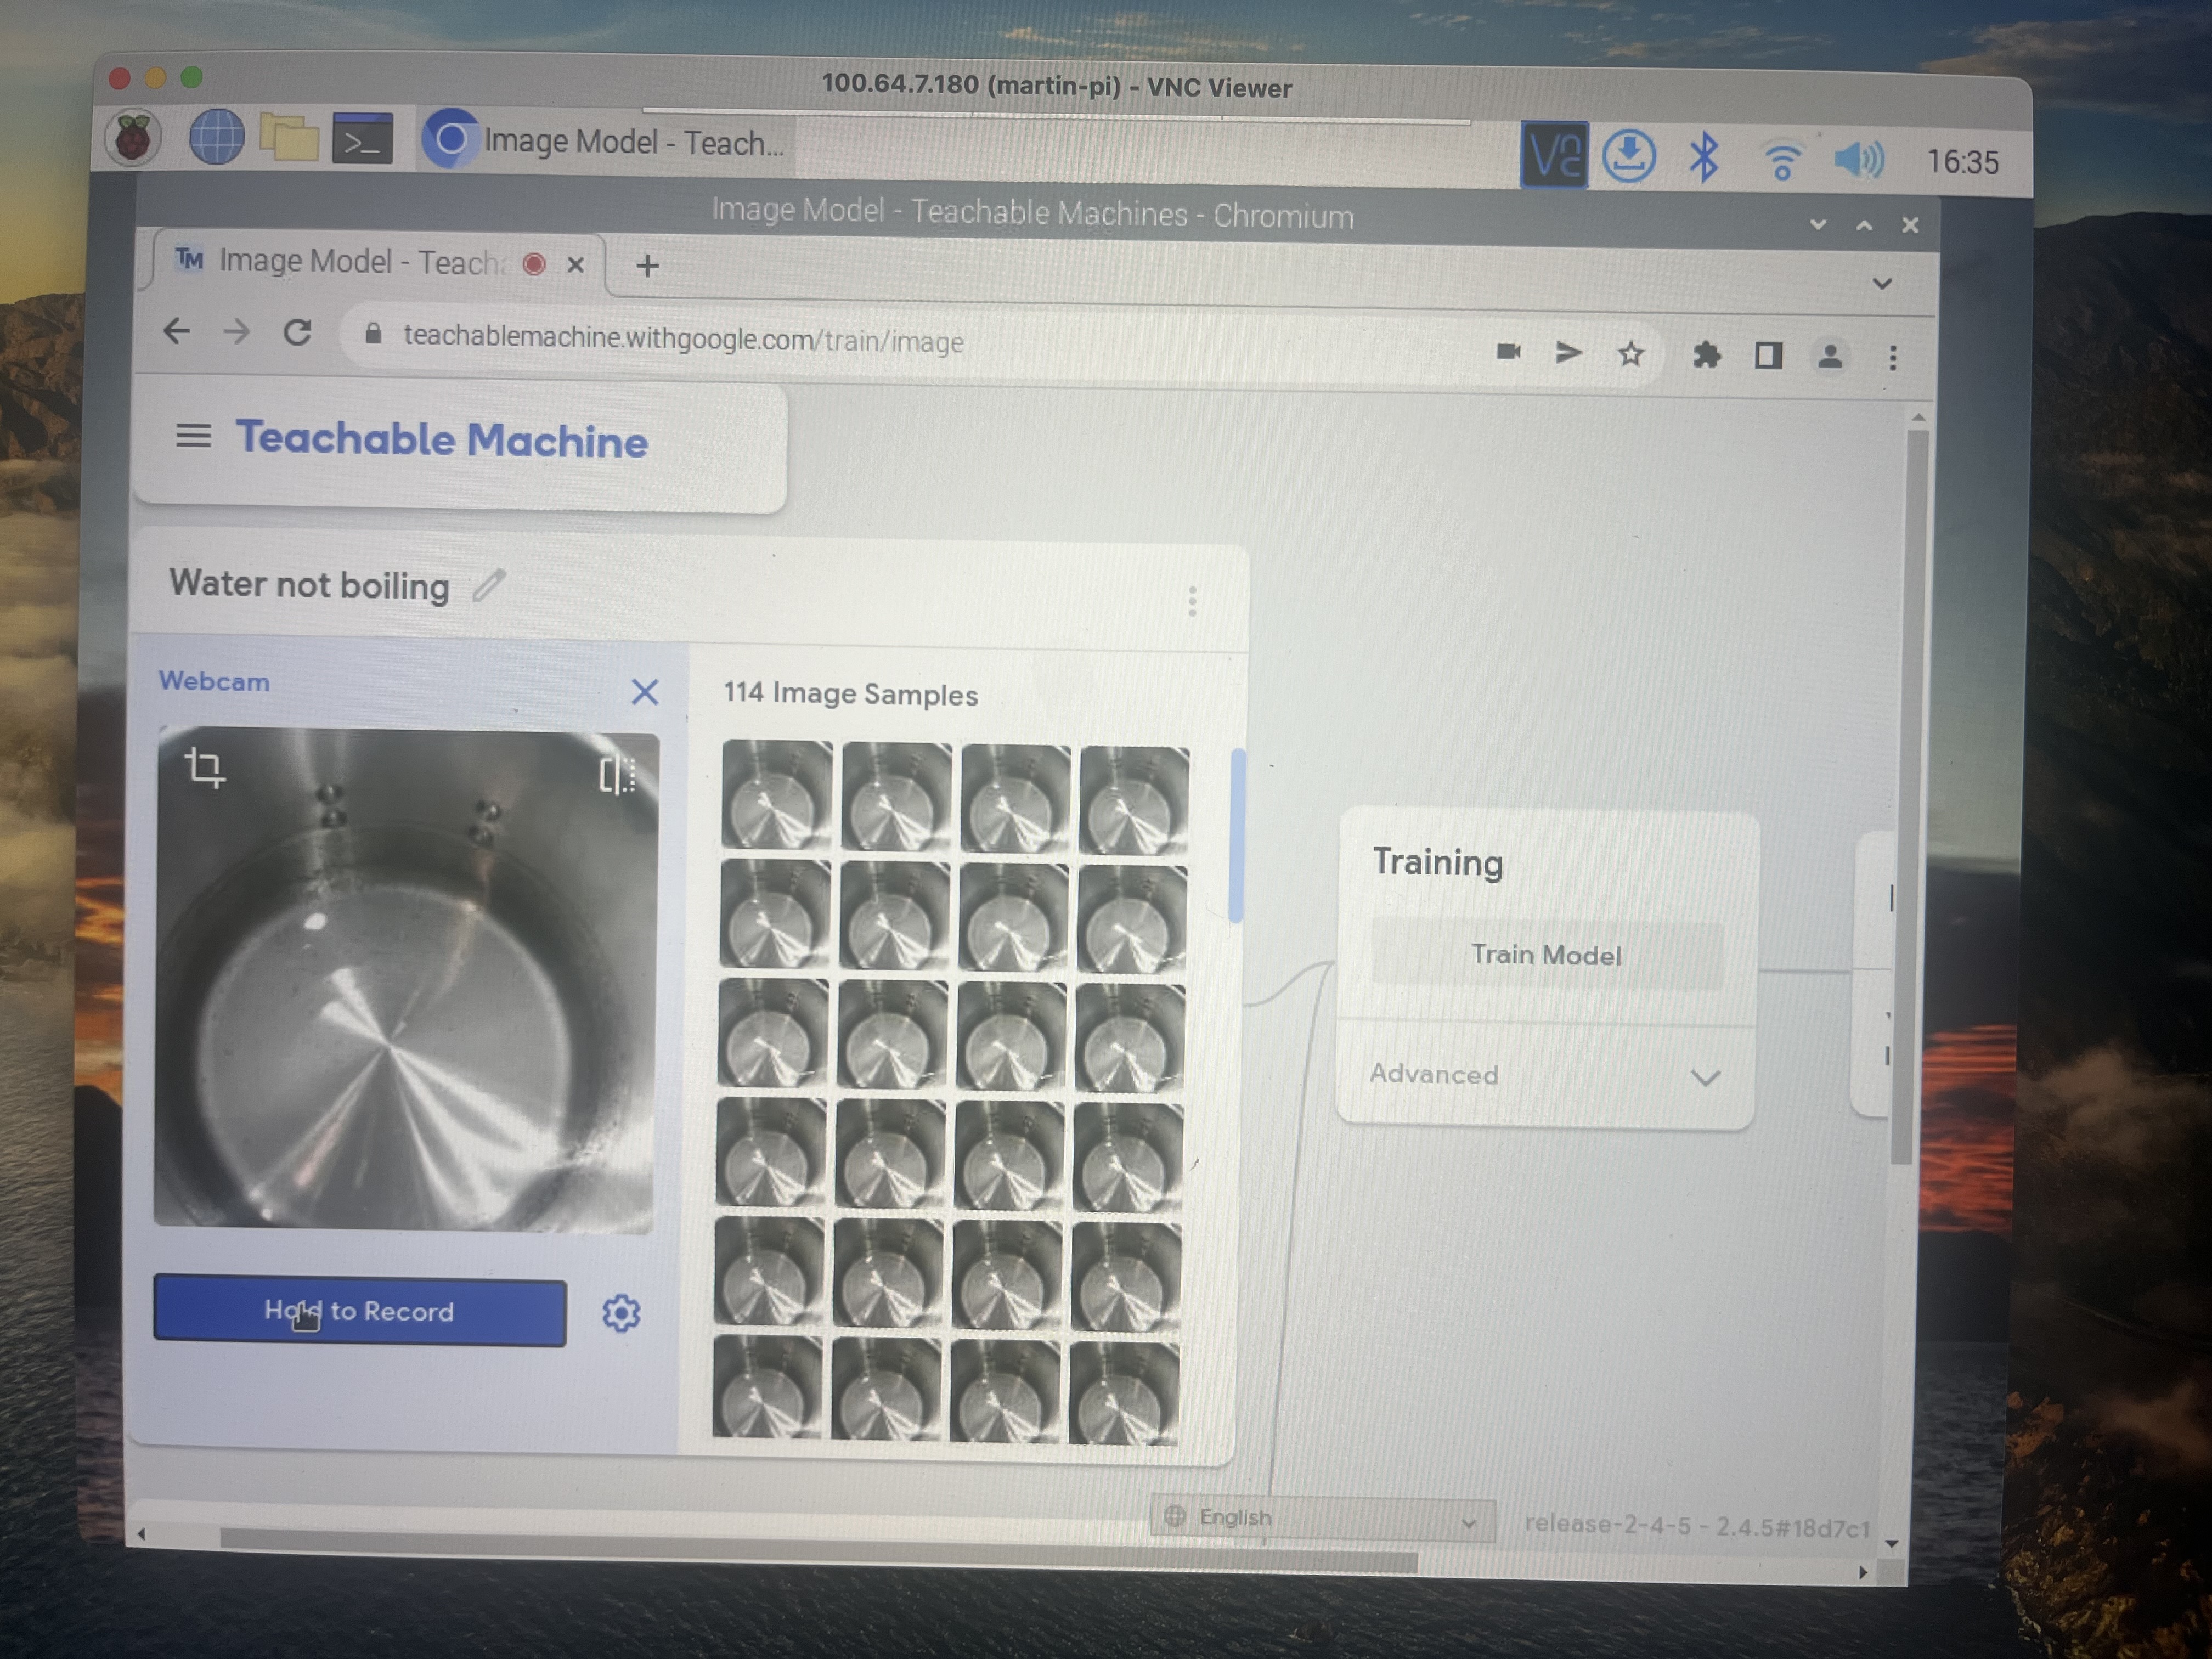 100.64.7.180 (martin-pi) - VNC Viewer
Image Model - Teach...
16:35
Image Model - Teachable Machines - Chromium
TM Image Model - Teach
teachablemachine.withgoogle.com/train/image
Teachable Machine
Water not boiling
Webcam
114 Image Samples
Training
Train Model
Advanced
Hold to Record
English
release-2-4-5 - 2.4.5#18d7c1